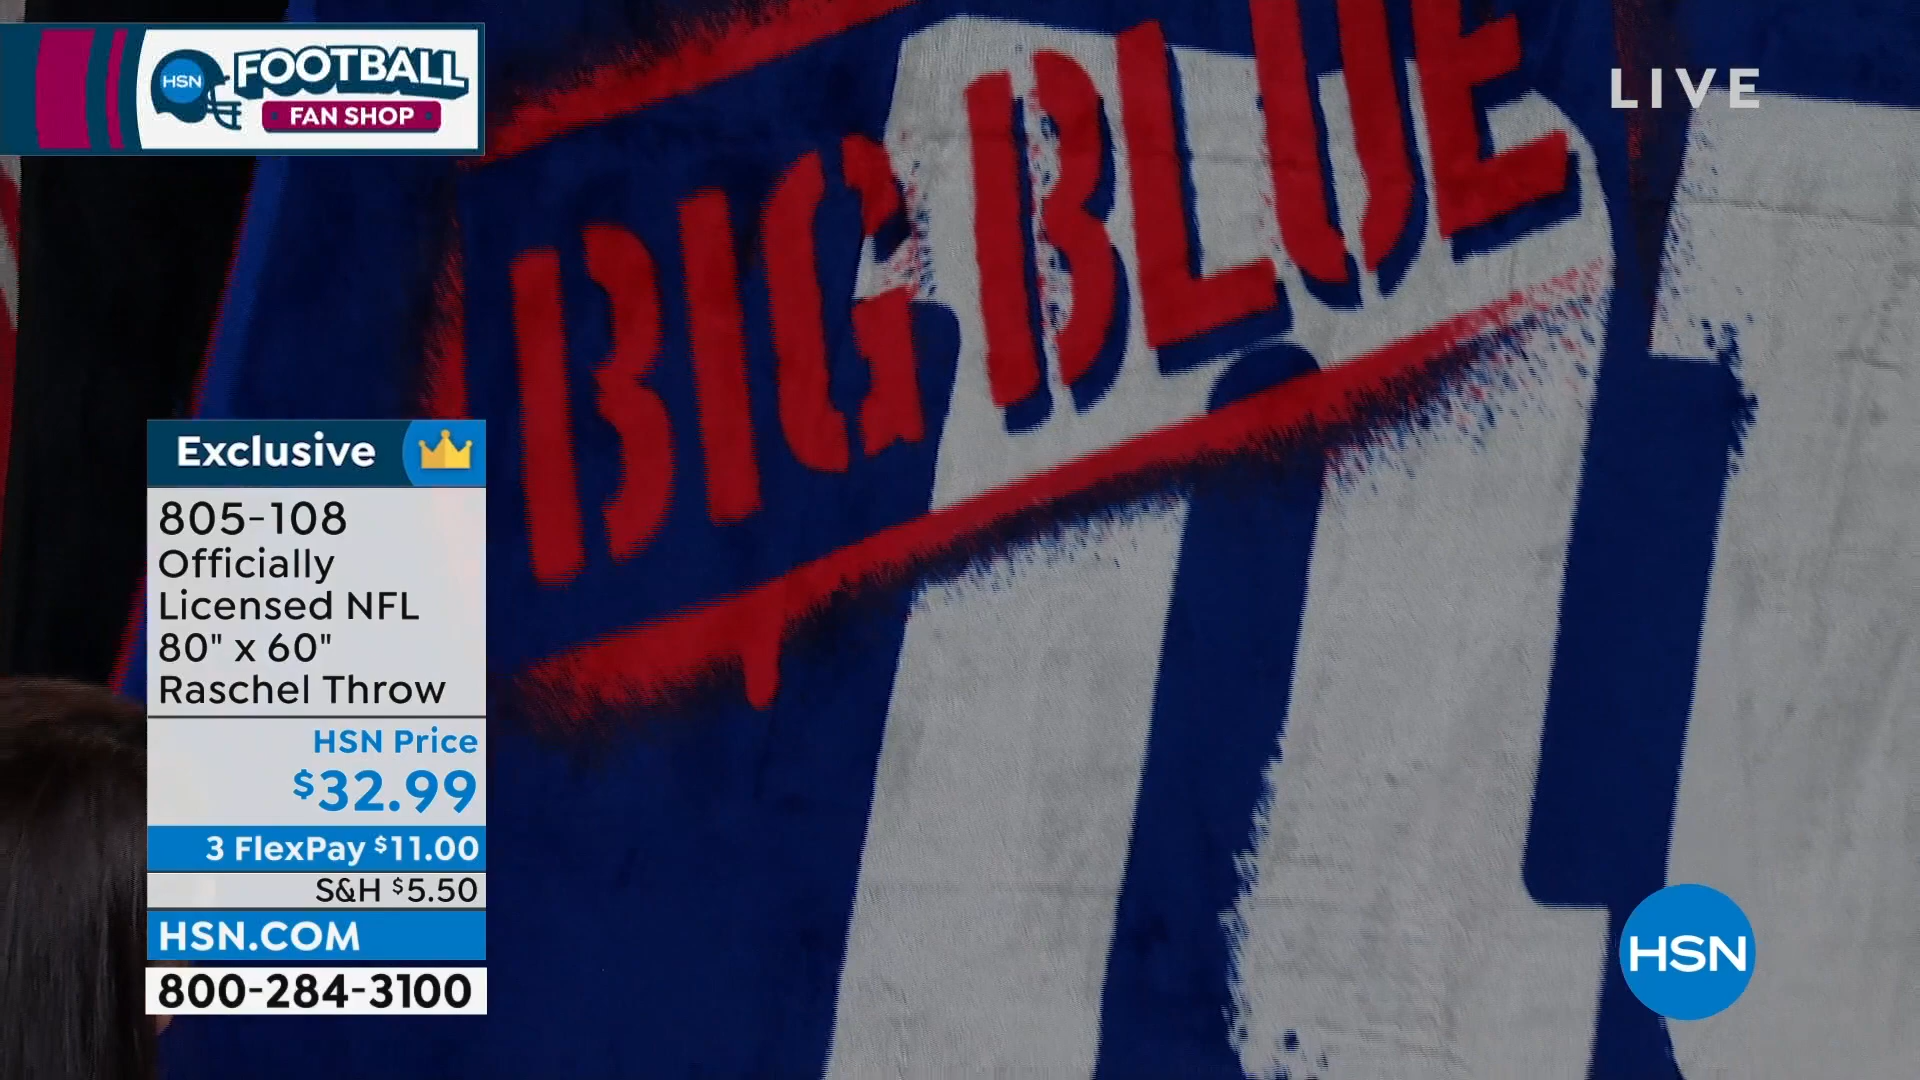 HSN
FOOTBALL
FAN SHOP
LIVE
BIG BLUE
Exclusive
805-108
Officially
Licensed NFL
80" x 60"
Raschel Throw
HSN Price
$32.99
3 FlexPay $11.00
S&H $5.50
HSN.COM
800-284-3100
HSN